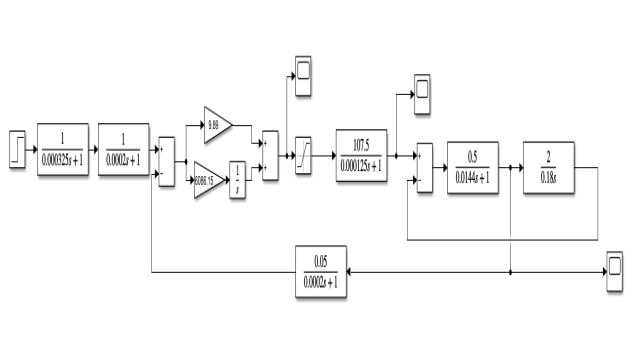 1
0.000325s + 1
1
0.0002s + 1
+
−
9.89
6086.15
1
s
+
+
107.5
0.000125s + 1
+
−
0.5
0.0144s + 1
2
0.18s
0.05
0.0002s + 1